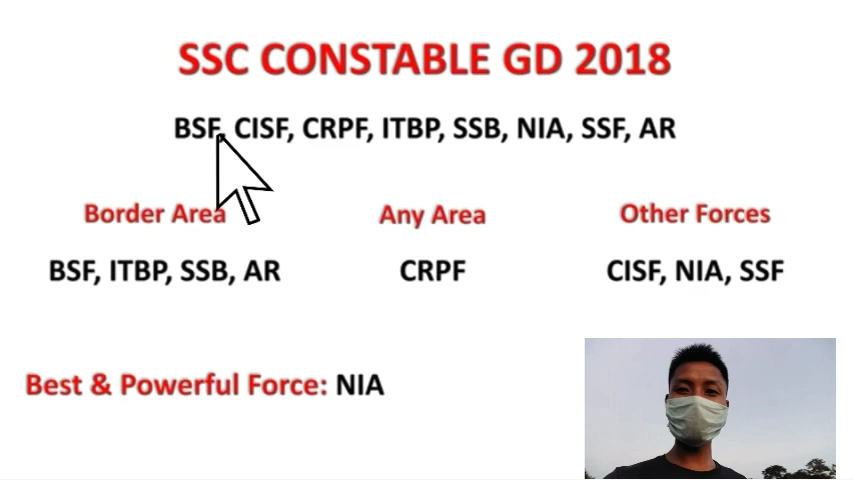 SSC CONSTABLE GD 2018
BSF, CISF, CRPF, ITBP, SSB, NIA, SSF, AR
Border Area
Any Area
Other Forces
BSF, ITBP, SSB, AR
CRPF
CISF, NIA, SSF
Best & Powerful Force: NIA